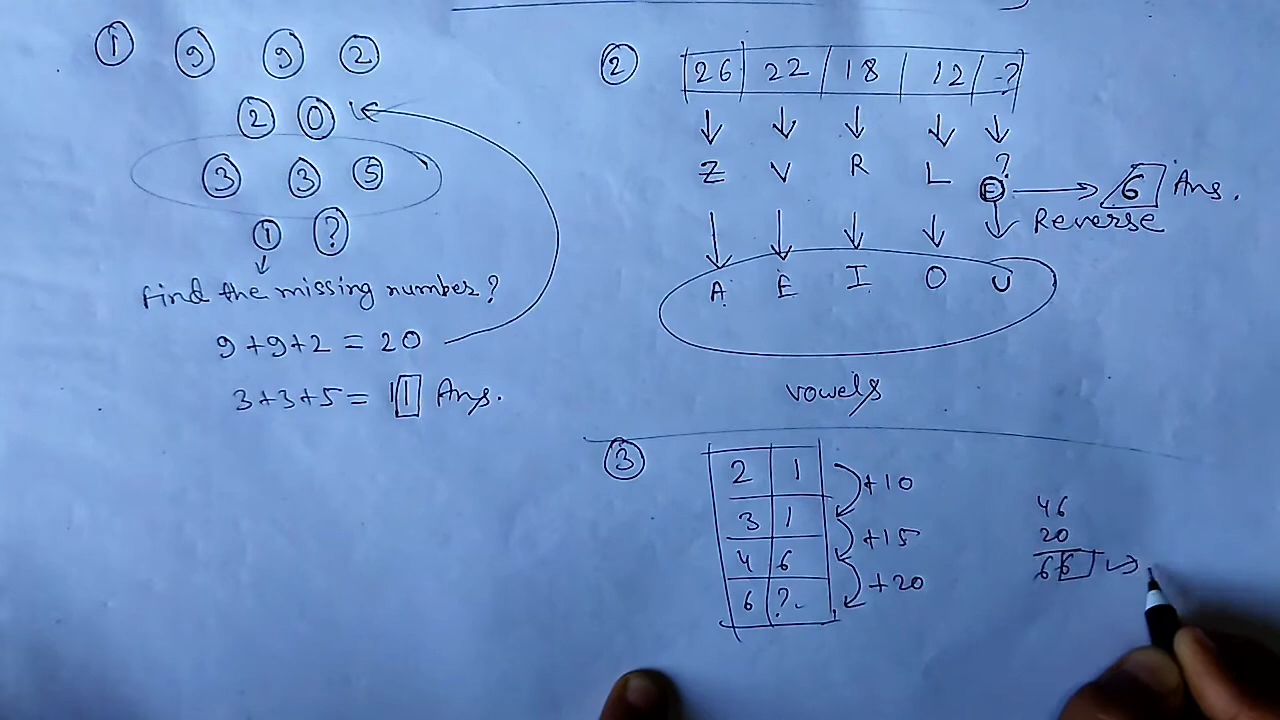 ① 9 9 2
2 0
3 3 5
1 ?
Find the missing number?
9+9+2 = 20
3+3+5 = 11 Ans.
② 26 22 18 12 ?
Z V R L ?
E → 6 Ans.
Reverse
A E I O U
vowels
③
2 1 +10
3 1 +15
4 6 +20
6 ?
46
20
66 →